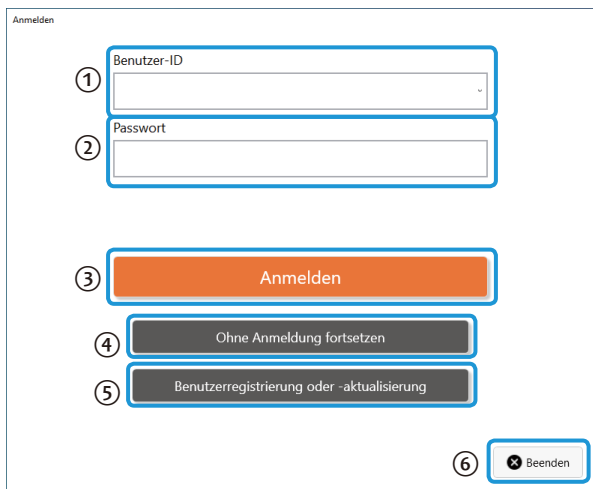 Anmelden
Benutzer-ID
①
Passwort
②
③ Anmelden
④ Ohne Anmeldung fortsetzen
⑤ Benutzerregistrierung oder -aktualisierung
⑥ Beenden